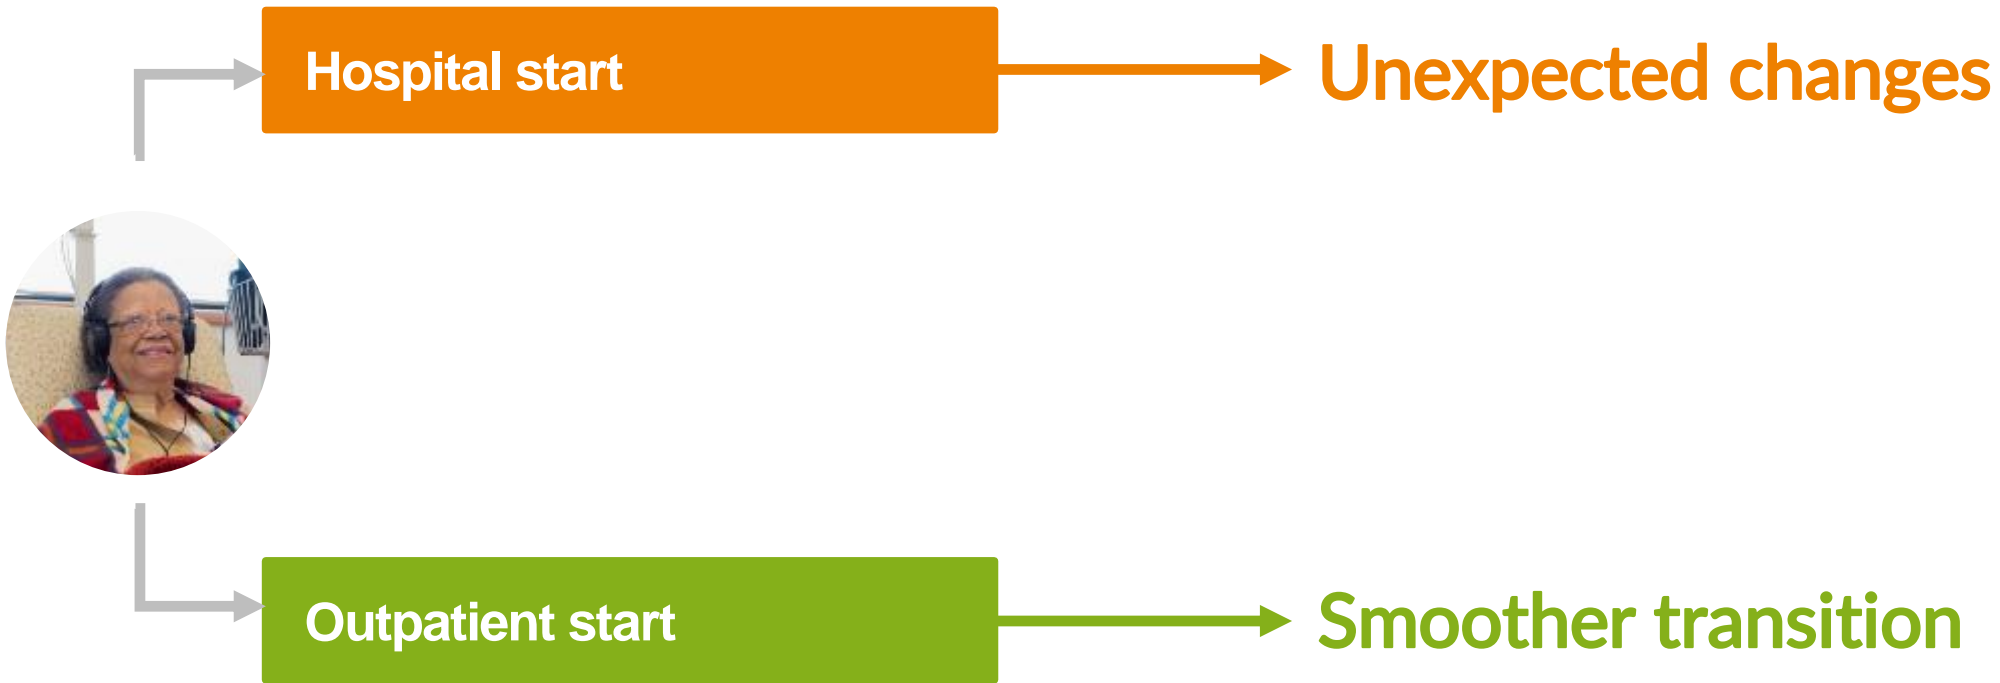 Hospital start
Unexpected changes
Outpatient start
Smoother transition